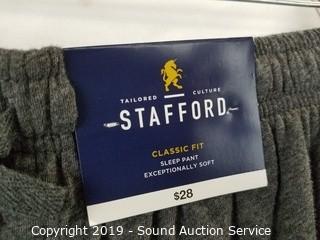 TAILORED CULTURE
STAFFORD
CLASSIC FIT
SLEEP PANT
EXCEPTIONALLY SOFT
$28
Copyright 2019 - Sound Auction Service